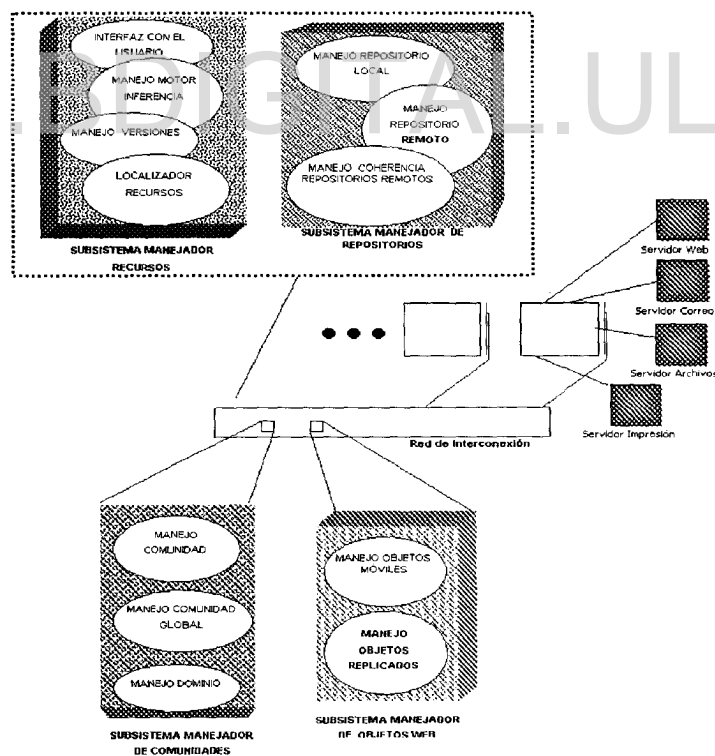 .BDIGITAL.UL
INTERFAZ CON EL
USUARIO
MANEJO MOTOR
INFERENCIA
MANEJO VERSIONES
LOCALIZADOR
RECURSOS
SUBSISTEMA MANEJADOR
RECURSOS
MANEJO REPOSITORIO
LOCAL
MANEJO
REPOSITORIO
REMOTO
MANEJO COHERENCIA
REPOSITORIOS REMOTOS
SUBSISTEMA MANEJADOR DE
REPOSITORIOS
Servidor Web
Servidor Correo
Servidor Archivos
Servidor Impresión
Red de Interconexión
MANEJO
COMUNIDAD
MANEJO COMUNIDAD
GLOBAL
MANEJO DOMINIO
SUBSISTEMA MANEJADOR
DE COMUNIDADES
MANEJO OBJETOS
MÓVILES
MANEJO
OBJETOS
REPLICADOS
SUBSISTEMA MANEJADOR
DE OBJETOS WEB